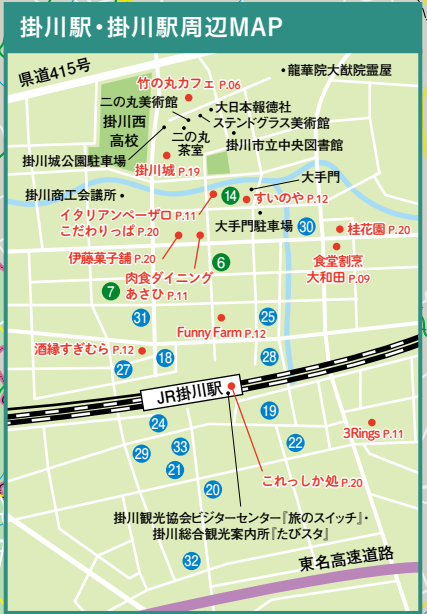 掛川駅・掛川駅周辺MAP
県道415号
・龍華院大猷院霊屋
竹の丸カフェ P.06
二の丸美術館
・大日本報徳社
掛川西
高校
ステンドグラス美術館
二の丸
茶室
掛川市立中央図書館
掛川城公園駐車場
掛川城 P.19
大手門
掛川商工会議所・
14
すいのや P.12
イタリアンペーザロ P.11
こだわりっぱ P.20
大手門駐車場
30
桂花園 P.20
伊藤菓子舗 P.20
6
食堂割烹
大和田 P.09
肉食ダイニング
あさひ P.11
7
31
Funny Farm P.12
25
酒縁すぎむら P.12
18
28
27
JR掛川駅
19
24
3Rings P.11
33
22
29
21
これっしか処 P.20
20
掛川観光協会ビジターセンター『旅のスイッチ』・
掛川総合観光案内所『たびスタ』
32
東名高速道路